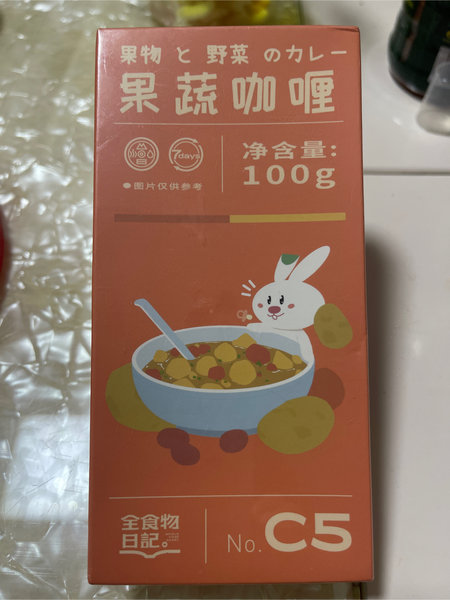 果物 と 野菜 のカレー
果蔬咖喱
7days
净含量:
100g
●图片仅供参考
全食物
日記。
No. C5